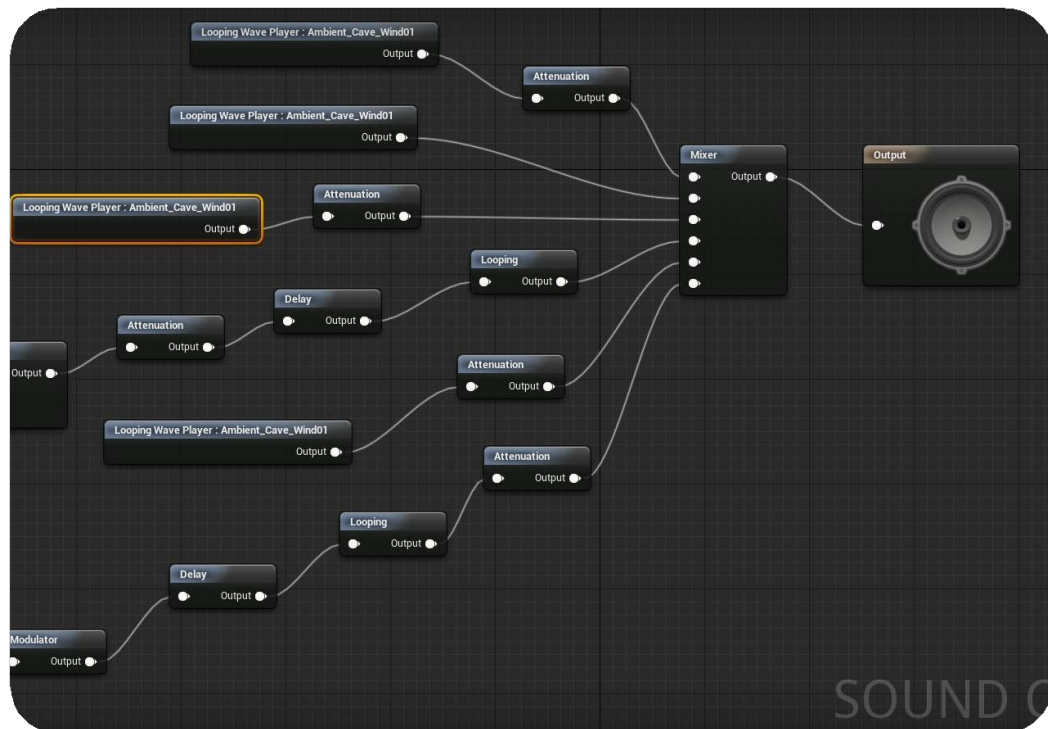 Looping Wave Player : Ambient_Cave_Wind01
Output
Attenuation
Output
Looping Wave Player : Ambient_Cave_Wind01
Output
Mixer
Output
Output
Looping Wave Player : Ambient_Cave_Wind01
Output
Attenuation
Output
Looping
Output
Delay
Output
Attenuation
Output
Output
Attenuation
Output
Looping Wave Player : Ambient_Cave_Wind01
Output
Attenuation
Output
Looping
Output
Delay
Output
Modulator
Output
SOUND